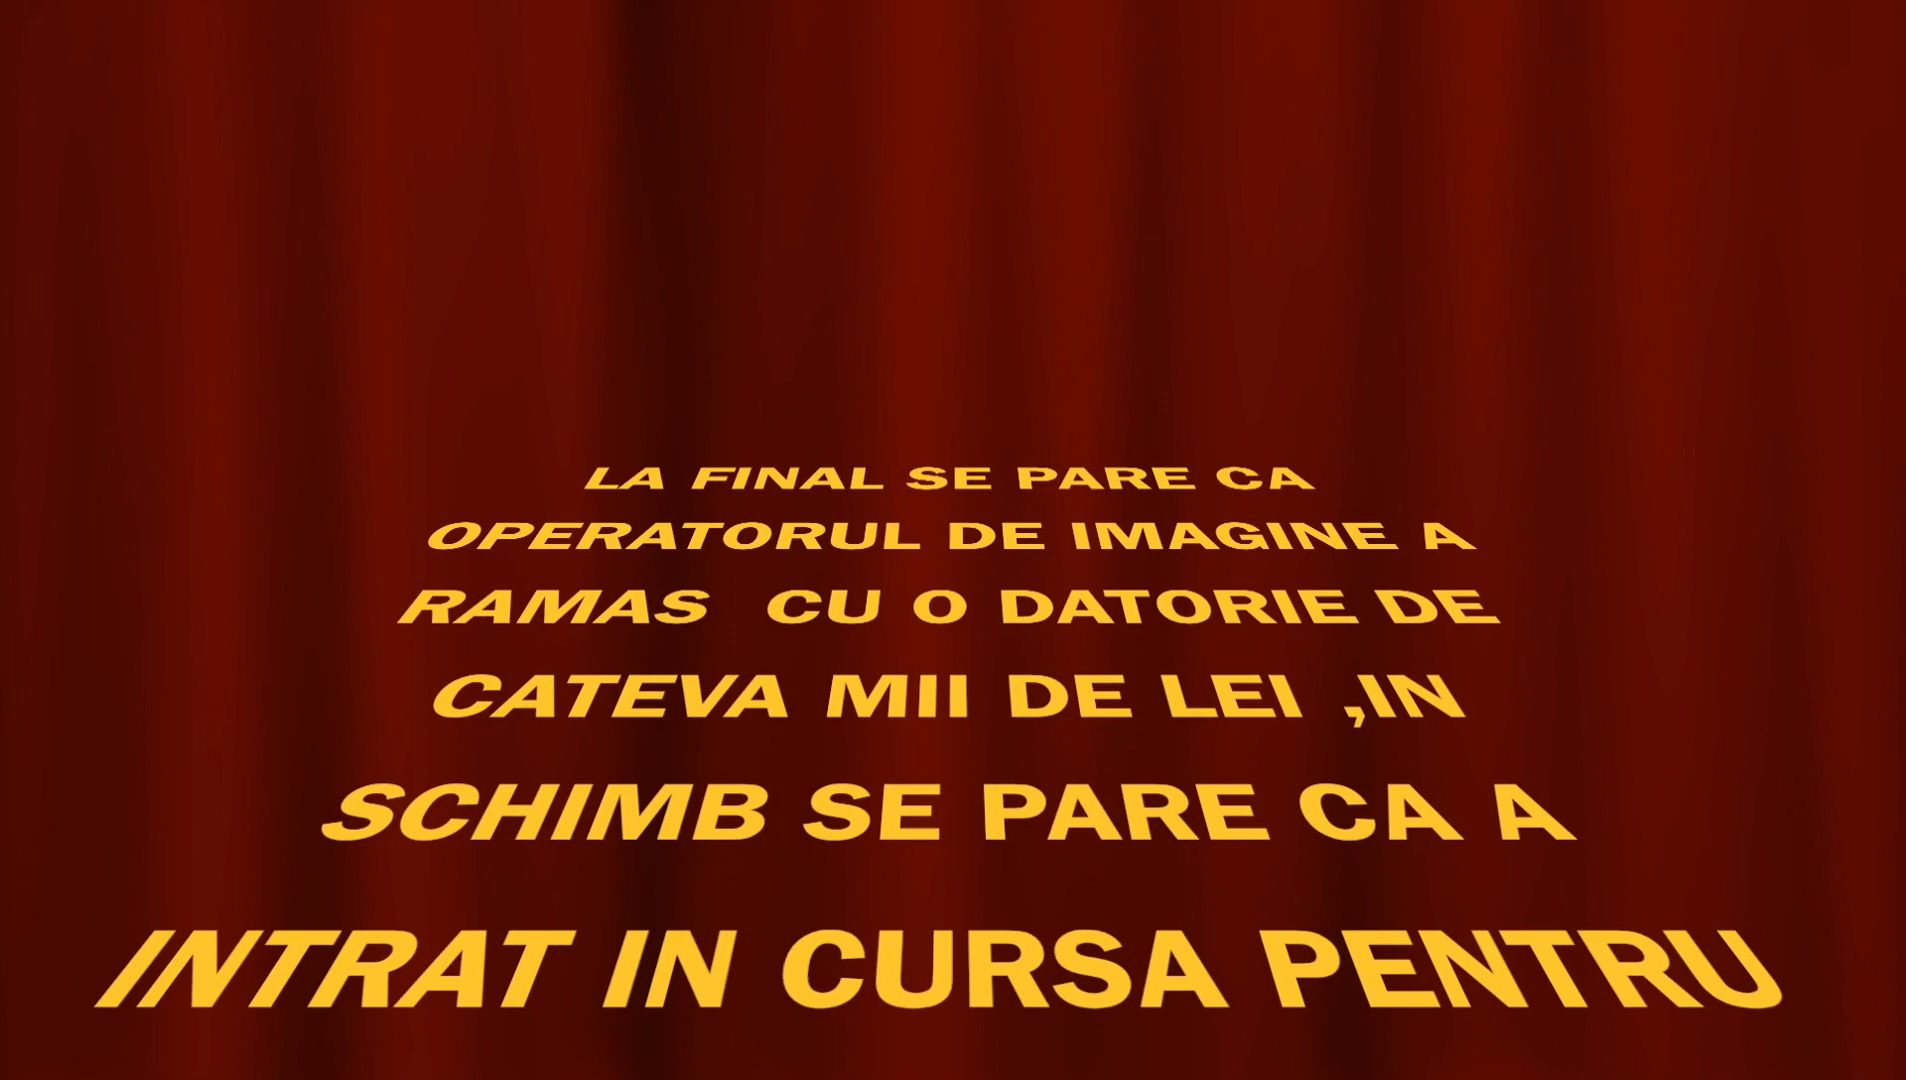 LA FINAL SE PARE CA
OPERATORUL DE IMAGINE A
RAMAS  CU O DATORIE DE
CATEVA MII DE LEI ,IN
SCHIMB SE PARE CA A
INTRAT IN CURSA PENTRU